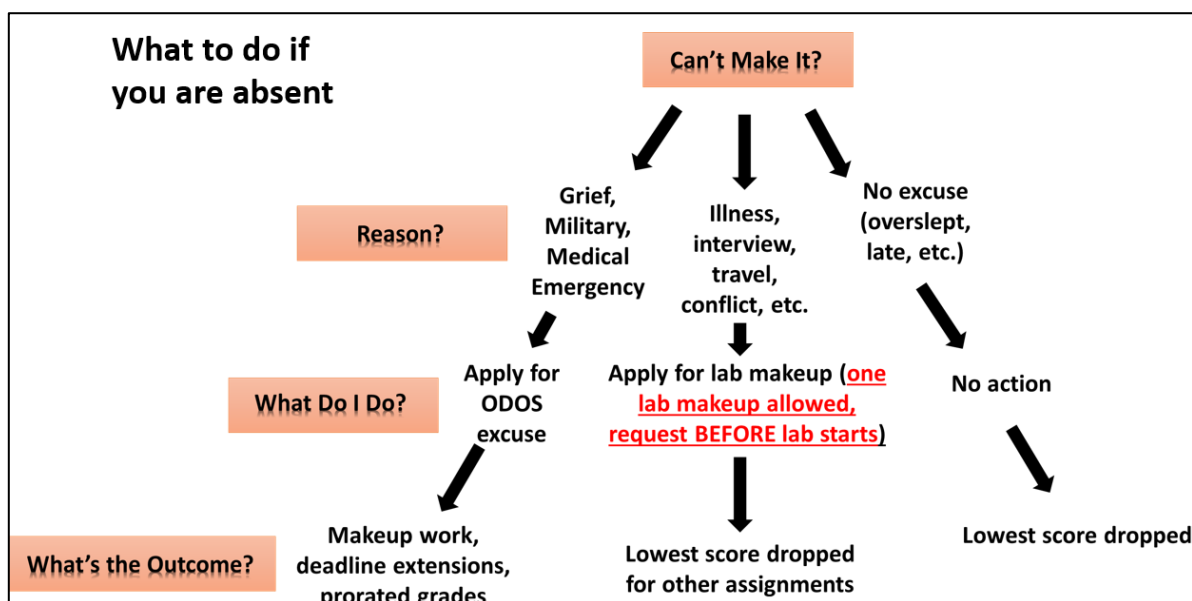 What to do if
you are absent
Can't Make It?
Reason?
Grief,
Military,
Medical
Emergency
Illness,
interview,
travel,
conflict, etc.
No excuse
(overslept,
late, etc.)
What Do I Do?
Apply for
ODOS
excuse
Apply for lab makeup (one
lab makeup allowed,
request BEFORE lab starts)
No action
What's the Outcome?
Makeup work,
deadline extensions,
prorated grades
Lowest score dropped
for other assignments
Lowest score dropped